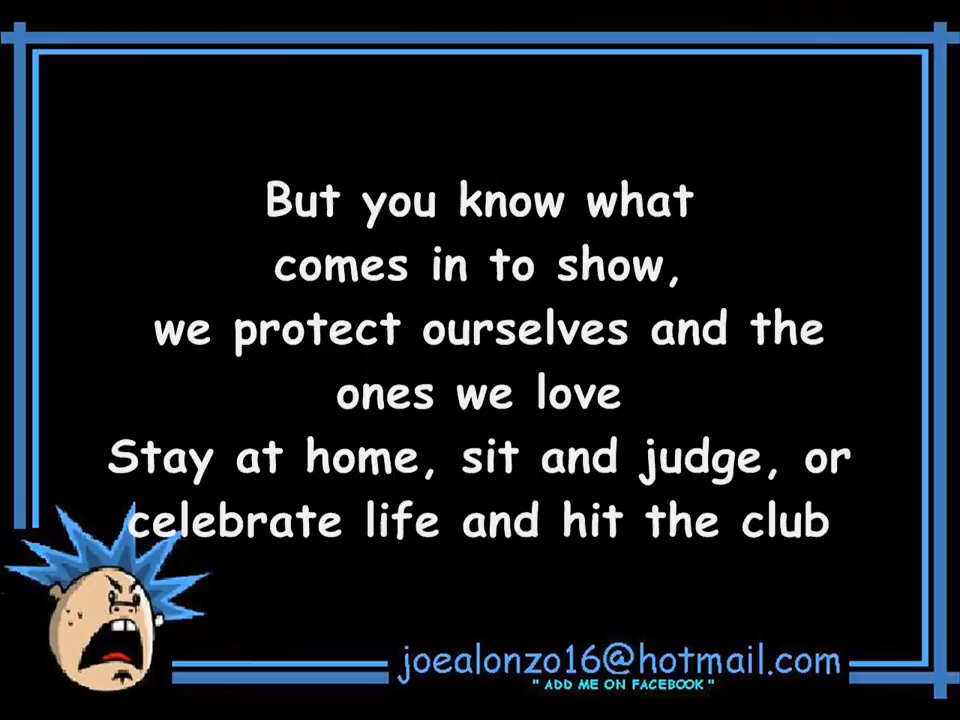 But you know what
comes in to show,
we protect ourselves and the
ones we love
Stay at home, sit and judge, or
celebrate life and hit the club
joealonzo16@hotmail.com
" ADD ME ON FACEBOOK "